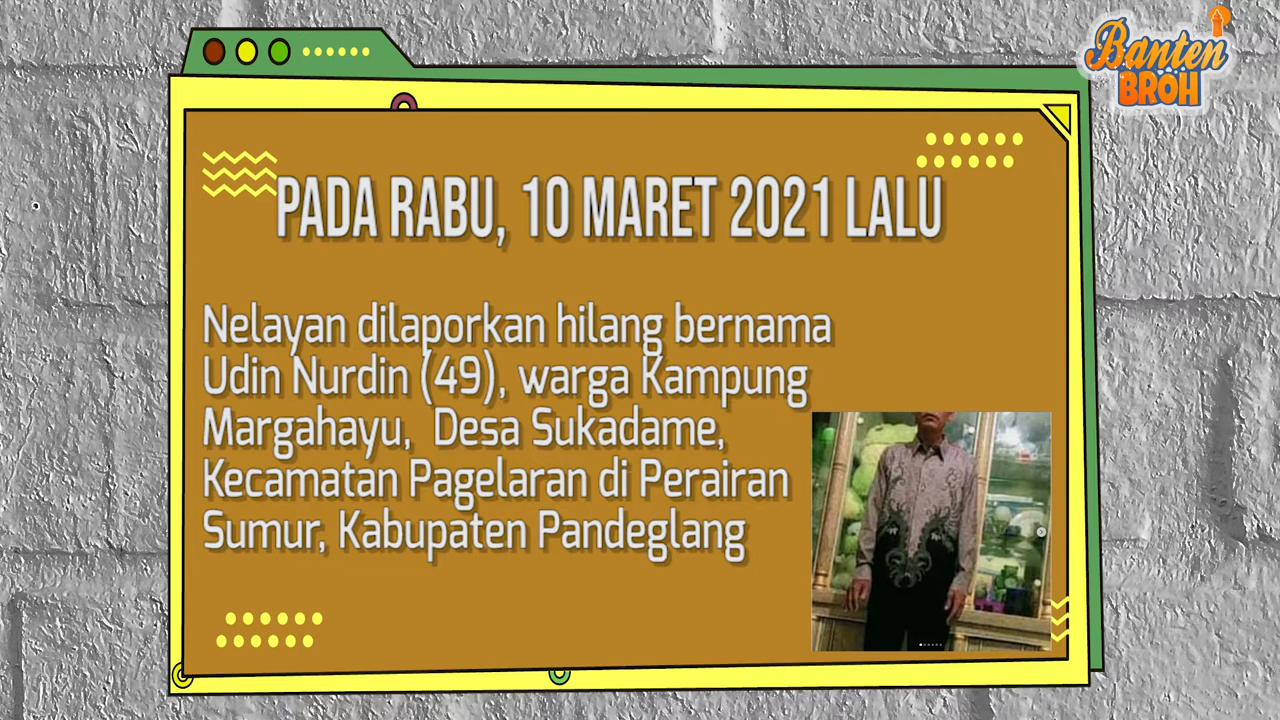 Banten
BROH
PADA RABU, 10 MARET 2021 LALU
Nelayan dilaporkan hilang bernama
Udin Nurdin (49), warga Kampung
Margahayu,  Desa Sukadame,
Kecamatan Pagelaran di Perairan
Sumur, Kabupaten Pandeglang